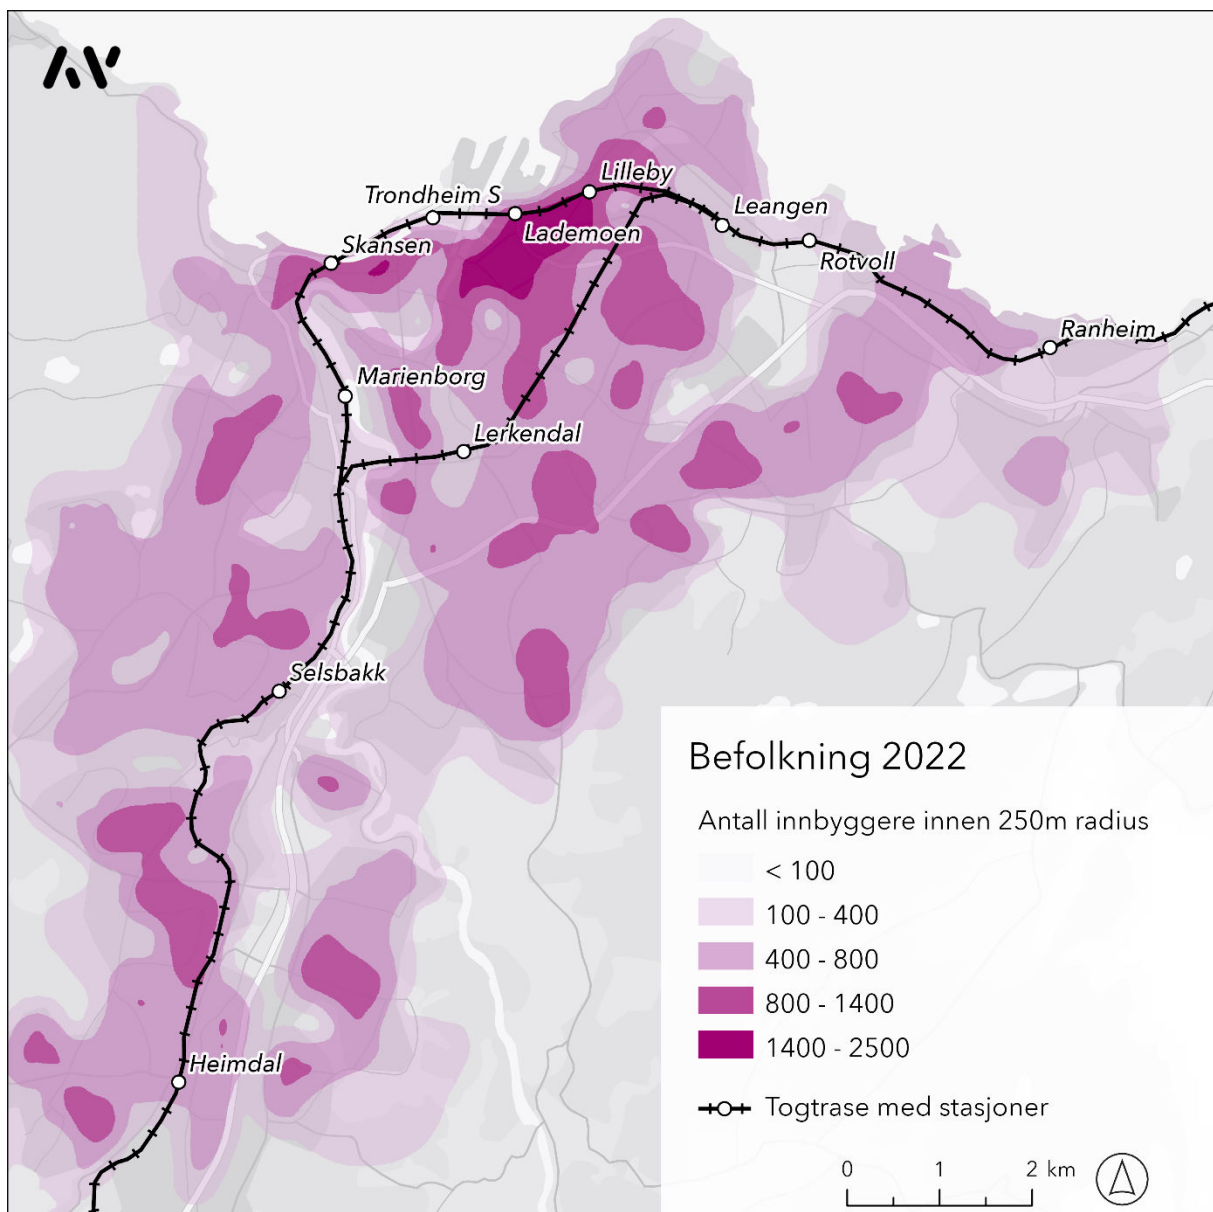 Lilleby
Trondheim S
Leangen
Lademoen
Skansen
Rotvoll
Ranheim
Marienborg
Lerkendal
Selsbakk
Heimdal
Befolkning 2022
Antall innbyggere innen 250m radius
< 100
100 - 400
400 - 800
800 - 1400
1400 - 2500
Togtrase med stasjoner
0 1 2 km